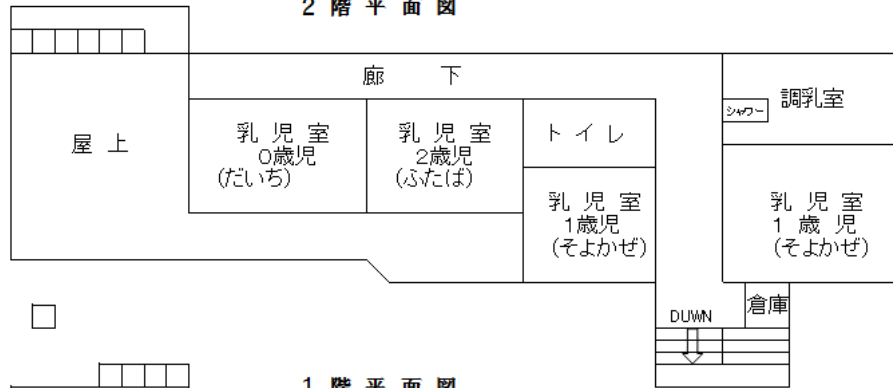 2 階 平 面 図
廊　下
調乳室
シャワー
屋 上
乳 児 室
0歳児
(だいち)
乳 児 室
2歳児
(ふたば)
ト イ レ
乳 児 室
1歳児
(そよかぜ)
乳 児 室
1 歳 児
(そよかぜ)
倉庫
DUWN
1 階 平 面 図